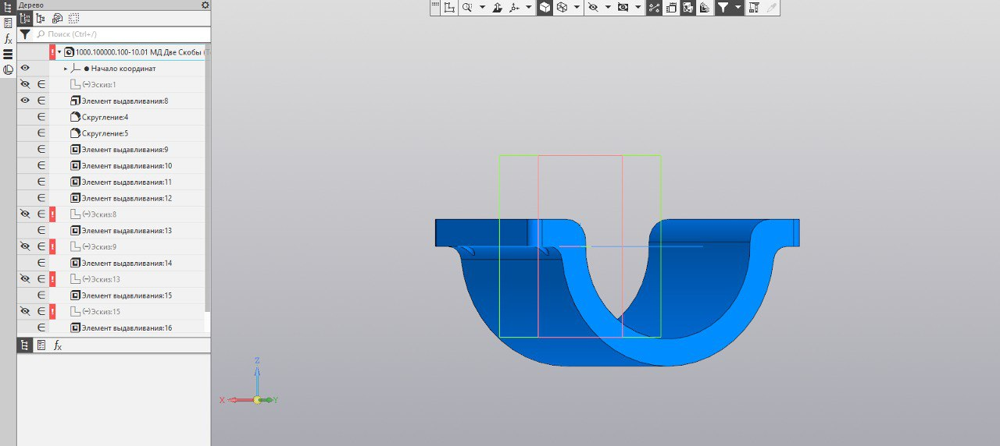 Дерево
Поиск (Ctrl+/)
1000.100000.100-10.01 МД Две Скобы (
Начало координат
(-)Эскиз:1
Элемент выдавливания:8
Скругление:4
Скругление:5
Элемент выдавливания:9
Элемент выдавливания:10
Элемент выдавливания:11
Элемент выдавливания:12
(-)Эскиз:8
Элемент выдавливания:13
(-)Эскиз:9
Элемент выдавливания:14
(-)Эскиз:13
Элемент выдавливания:15
(-)Эскиз:15
Элемент выдавливания:16
Z
X
Y